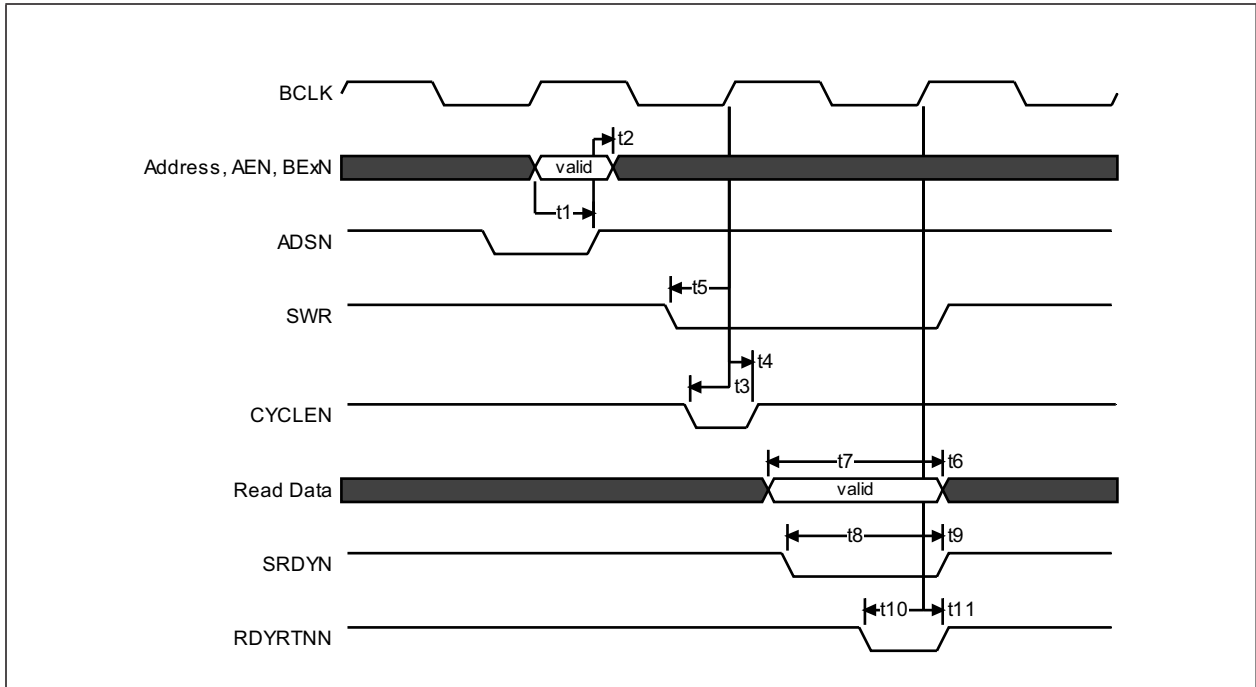 BCLK
t2
Address, AEN, BExN
valid
t1
ADSN
t5
SWR
t4
t3
CYCLEN
t7
t6
Read Data
valid
t8
t9
SRDYN
t10
t11
RDYRTNN